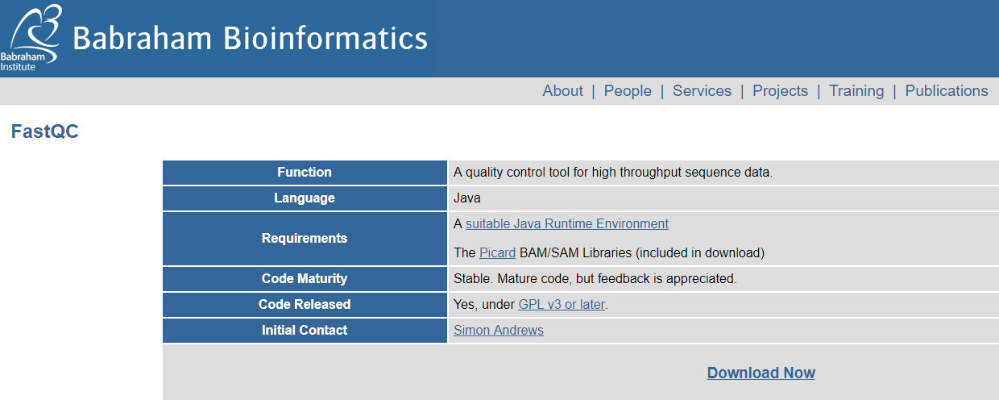 Babraham Bioinformatics
Babraham
Institute
About | People | Services | Projects | Training | Publications
FastQC
Function A quality control tool for high throughput sequence data.
Language Java
Requirements A suitable Java Runtime Environment
The Picard BAM/SAM Libraries (included in download)
Code Maturity Stable. Mature code, but feedback is appreciated.
Code Released Yes, under GPL v3 or later.
Initial Contact Simon Andrews
Download Now